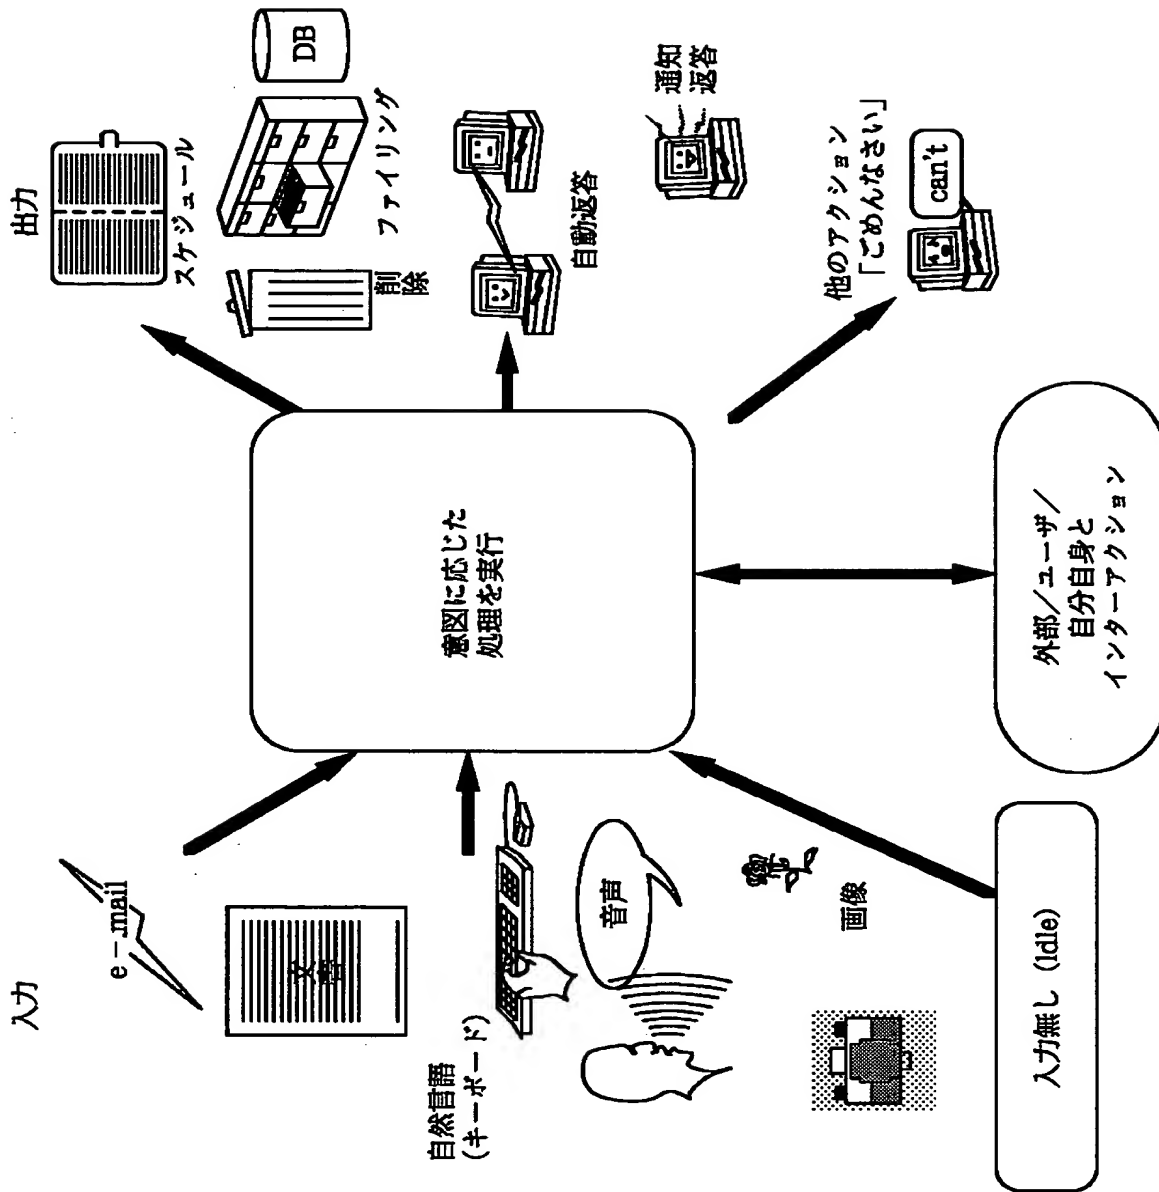 入力
e-mail
文書
自然言語
(キーボード)
音声
画像
入力無し (Idle)
意図に応じた
処理を実行
外部/ユーザ/
自分自身と
インターアクション
出力
スケジュール
削除
ファイリング
DB
自動返答
通知
返答
他のアクション
「ごめんなさい」
can't